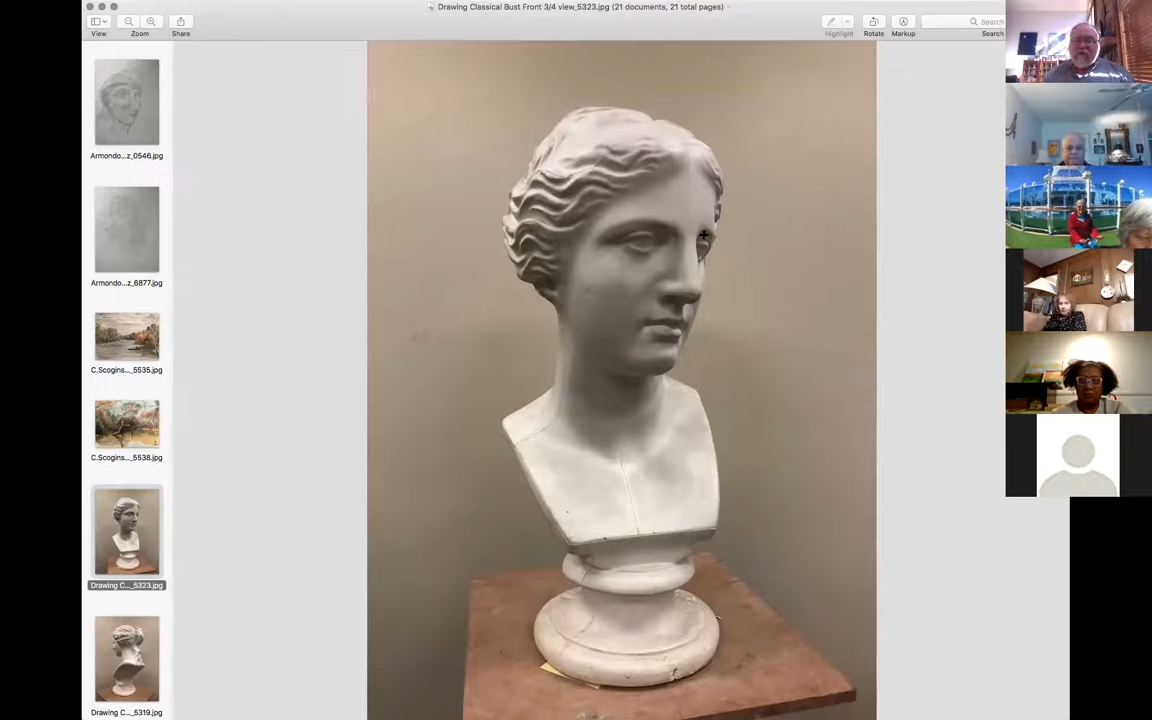 Drawing Classical Bust Front 3/4 view_5323.jpg (21 documents, 21 total pages)
View
Zoom
Share
Highlight
Rotate
Markup
Search
Search
Armondo...z_0546.jpg
Armondo...z_6877.jpg
C.Scogins..._5535.jpg
C.Scogins..._5538.jpg
Drawing C..._5323.jpg
Drawing C..._5319.jpg